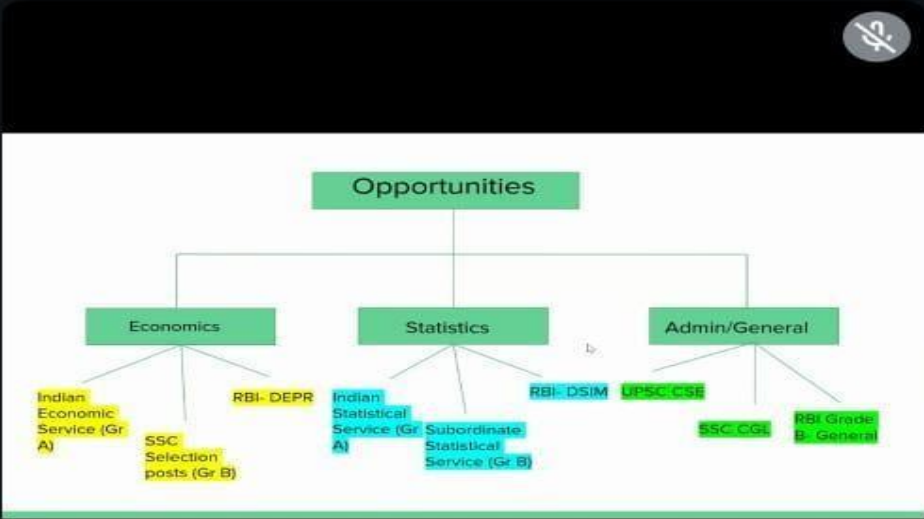 Opportunities
Economics
Statistics
Admin/General
Indian
Economic
Service (Gr
A)
SSC
Selection
posts (Gr B)
RBI- DEPR
Indian
Statistical
Service (Gr
A)
Subordinate
Statistical
Service (Gr B)
RBI- DSIM
UPSC CSE
SSC CGL
RBI Grade
B- General